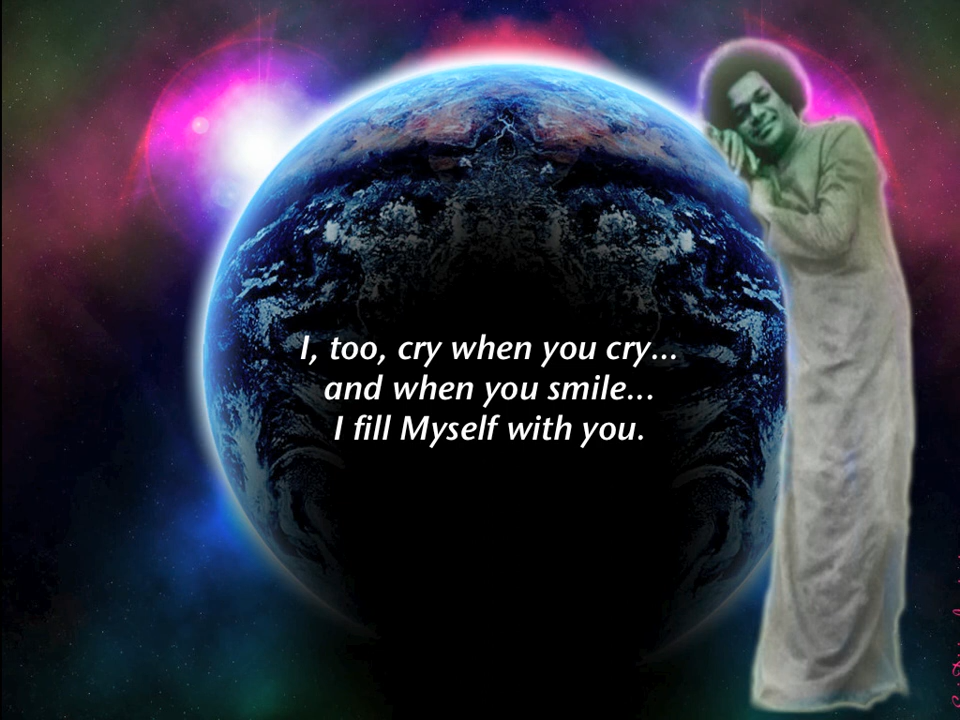 I, too, cry when you cry...
and when you smile...
I fill Myself with you.